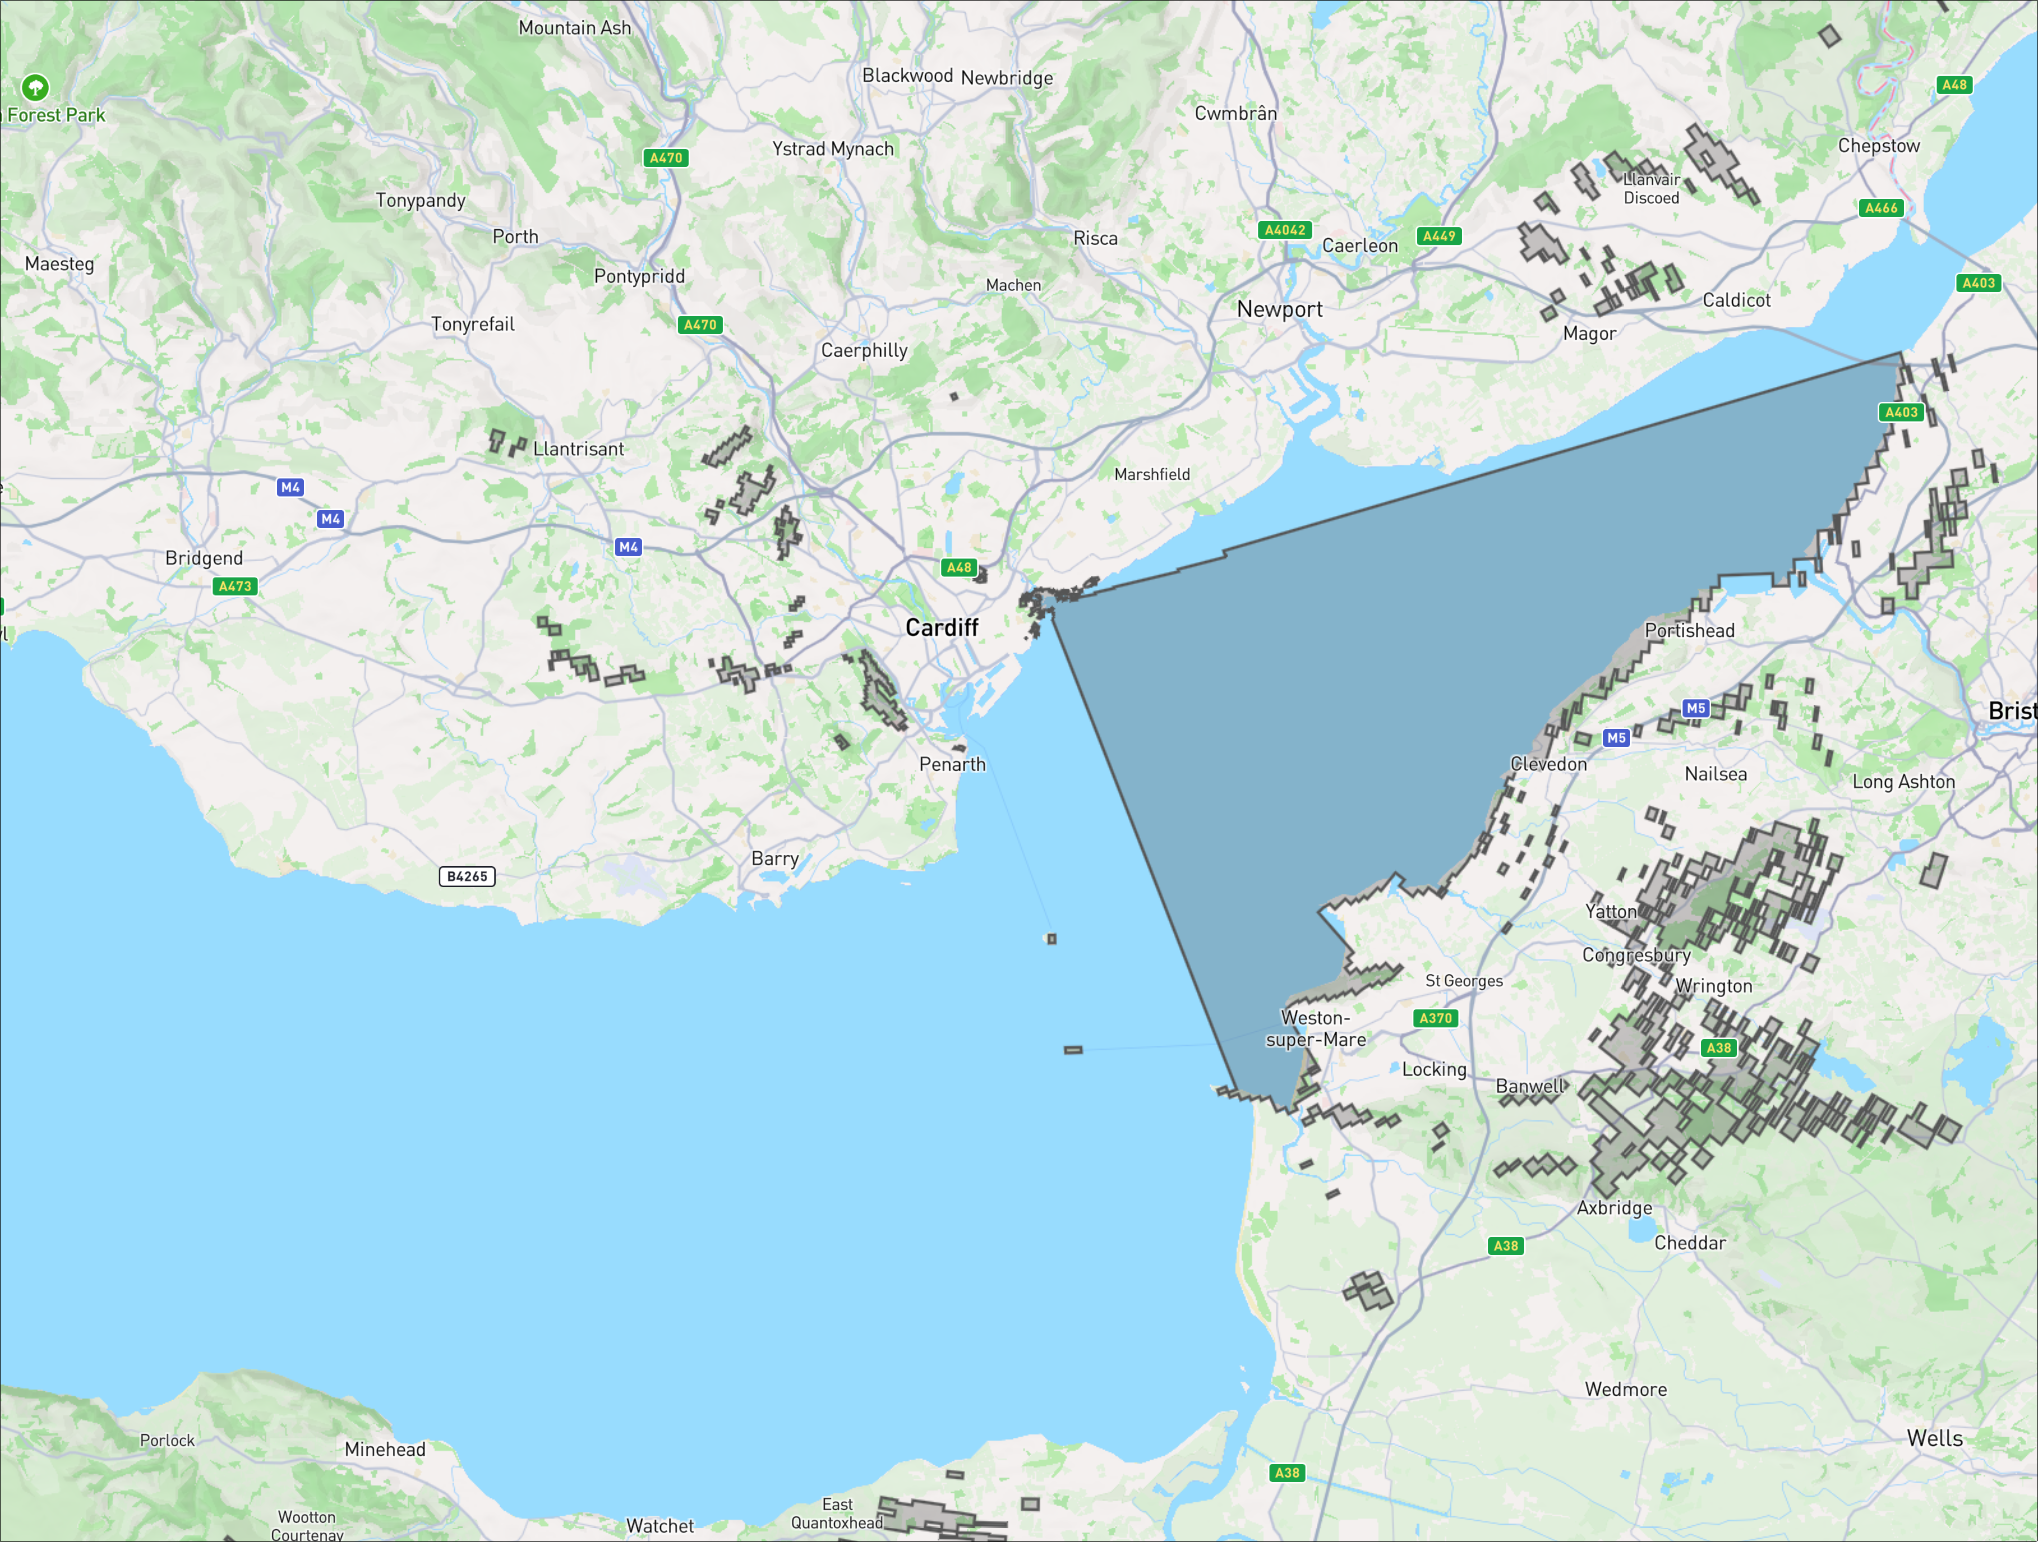 Mountain Ash
Blackwood
Newbridge
Forest Park
A48
Cwmbrân
Ystrad Mynach
Chepstow
A470
Llanvair
Discoed
Tonypandy
A466
Porth
Risca
A4042
Caerleon
A449
Maesteg
Pontypridd
Machen
A403
Caldicot
Newport
Tonyrefail
A470
Magor
Caerphilly
A403
Llantrisant
Marshfield
M4
M4
M4
Bridgend
A48
A473
Cardiff
Portishead
M5
Brist
M5
Penarth
Clevedon
Nailsea
Long Ashton
Barry
B4265
Yatton
Congresbury
St Georges
Wrington
Weston-
super-Mare
A370
A38
Locking
Banwell
Axbridge
A38
Cheddar
Wedmore
Porlock
Minehead
Wells
A38
East
Quantoxhead
Wootton
Courtenay
Watchet